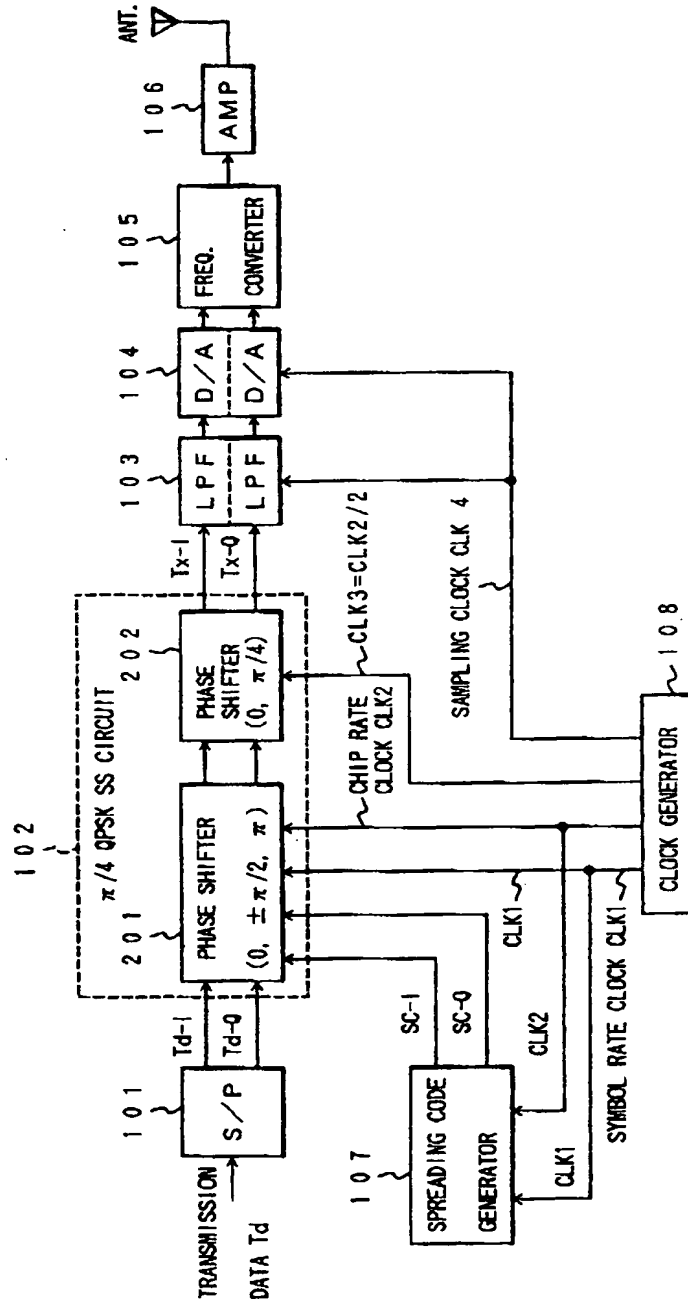 TRANSMISSION
DATA Td
101
S/P
Td-I
Td-Q
102
π/4 QPSK SS CIRCUIT
201
PHASE SHIFTER
(0, ±π/2, π)
202
PHASE
SHIFTER
(0, π/4)
Tx-I
Tx-Q
103
LPF
LPF
104
D/A
D/A
105
FREQ.
CONVERTER
106
AMP
ANT.
107
SPREADING CODE
GENERATOR
SC-I
SC-Q
CLK2
CLK1
CLK1
SYMBOL RATE CLOCK CLK1
CHIP RATE
CLOCK CLK2
CLK3=CLK2/2
SAMPLING CLOCK CLK 4
CLOCK GENERATOR
108